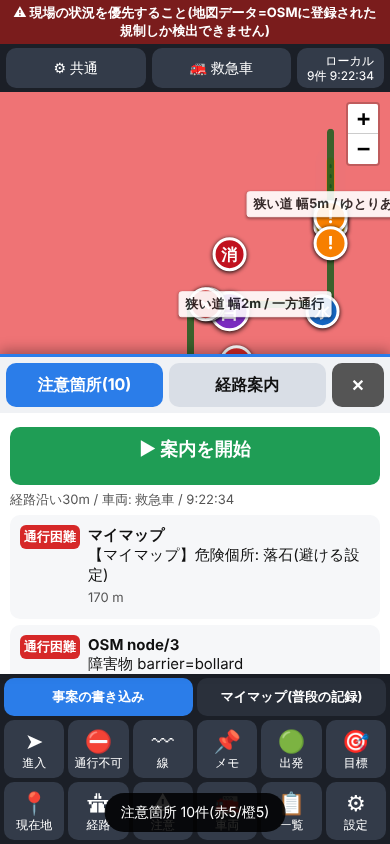 ⚠ 現場の状況を優先すること(地図データ=OSMに登録された
規制しか検出できません)
⚙ 共通
🚒 救急車
ローカル
9件 9:22:34
+
−
狭い道 幅5m / ゆとりあ
!
!
消
狭い道 幅2m / 一方通行
注意箇所(10)
経路案内
×
▶ 案内を開始
経路沿い30m / 車両: 救急車 / 9:22:34
通行困難
マイマップ
【マイマップ】危険個所: 落石(避ける設
定)
170 m
通行困難
OSM node/3
障害物 barrier=bollard
事案の書き込み
マイマップ(普段の記録)
進入
通行不可
線
メモ
出発
目標
現在地
経路
注意
車両
一覧
設定
注意箇所 10件(赤5/橙5)